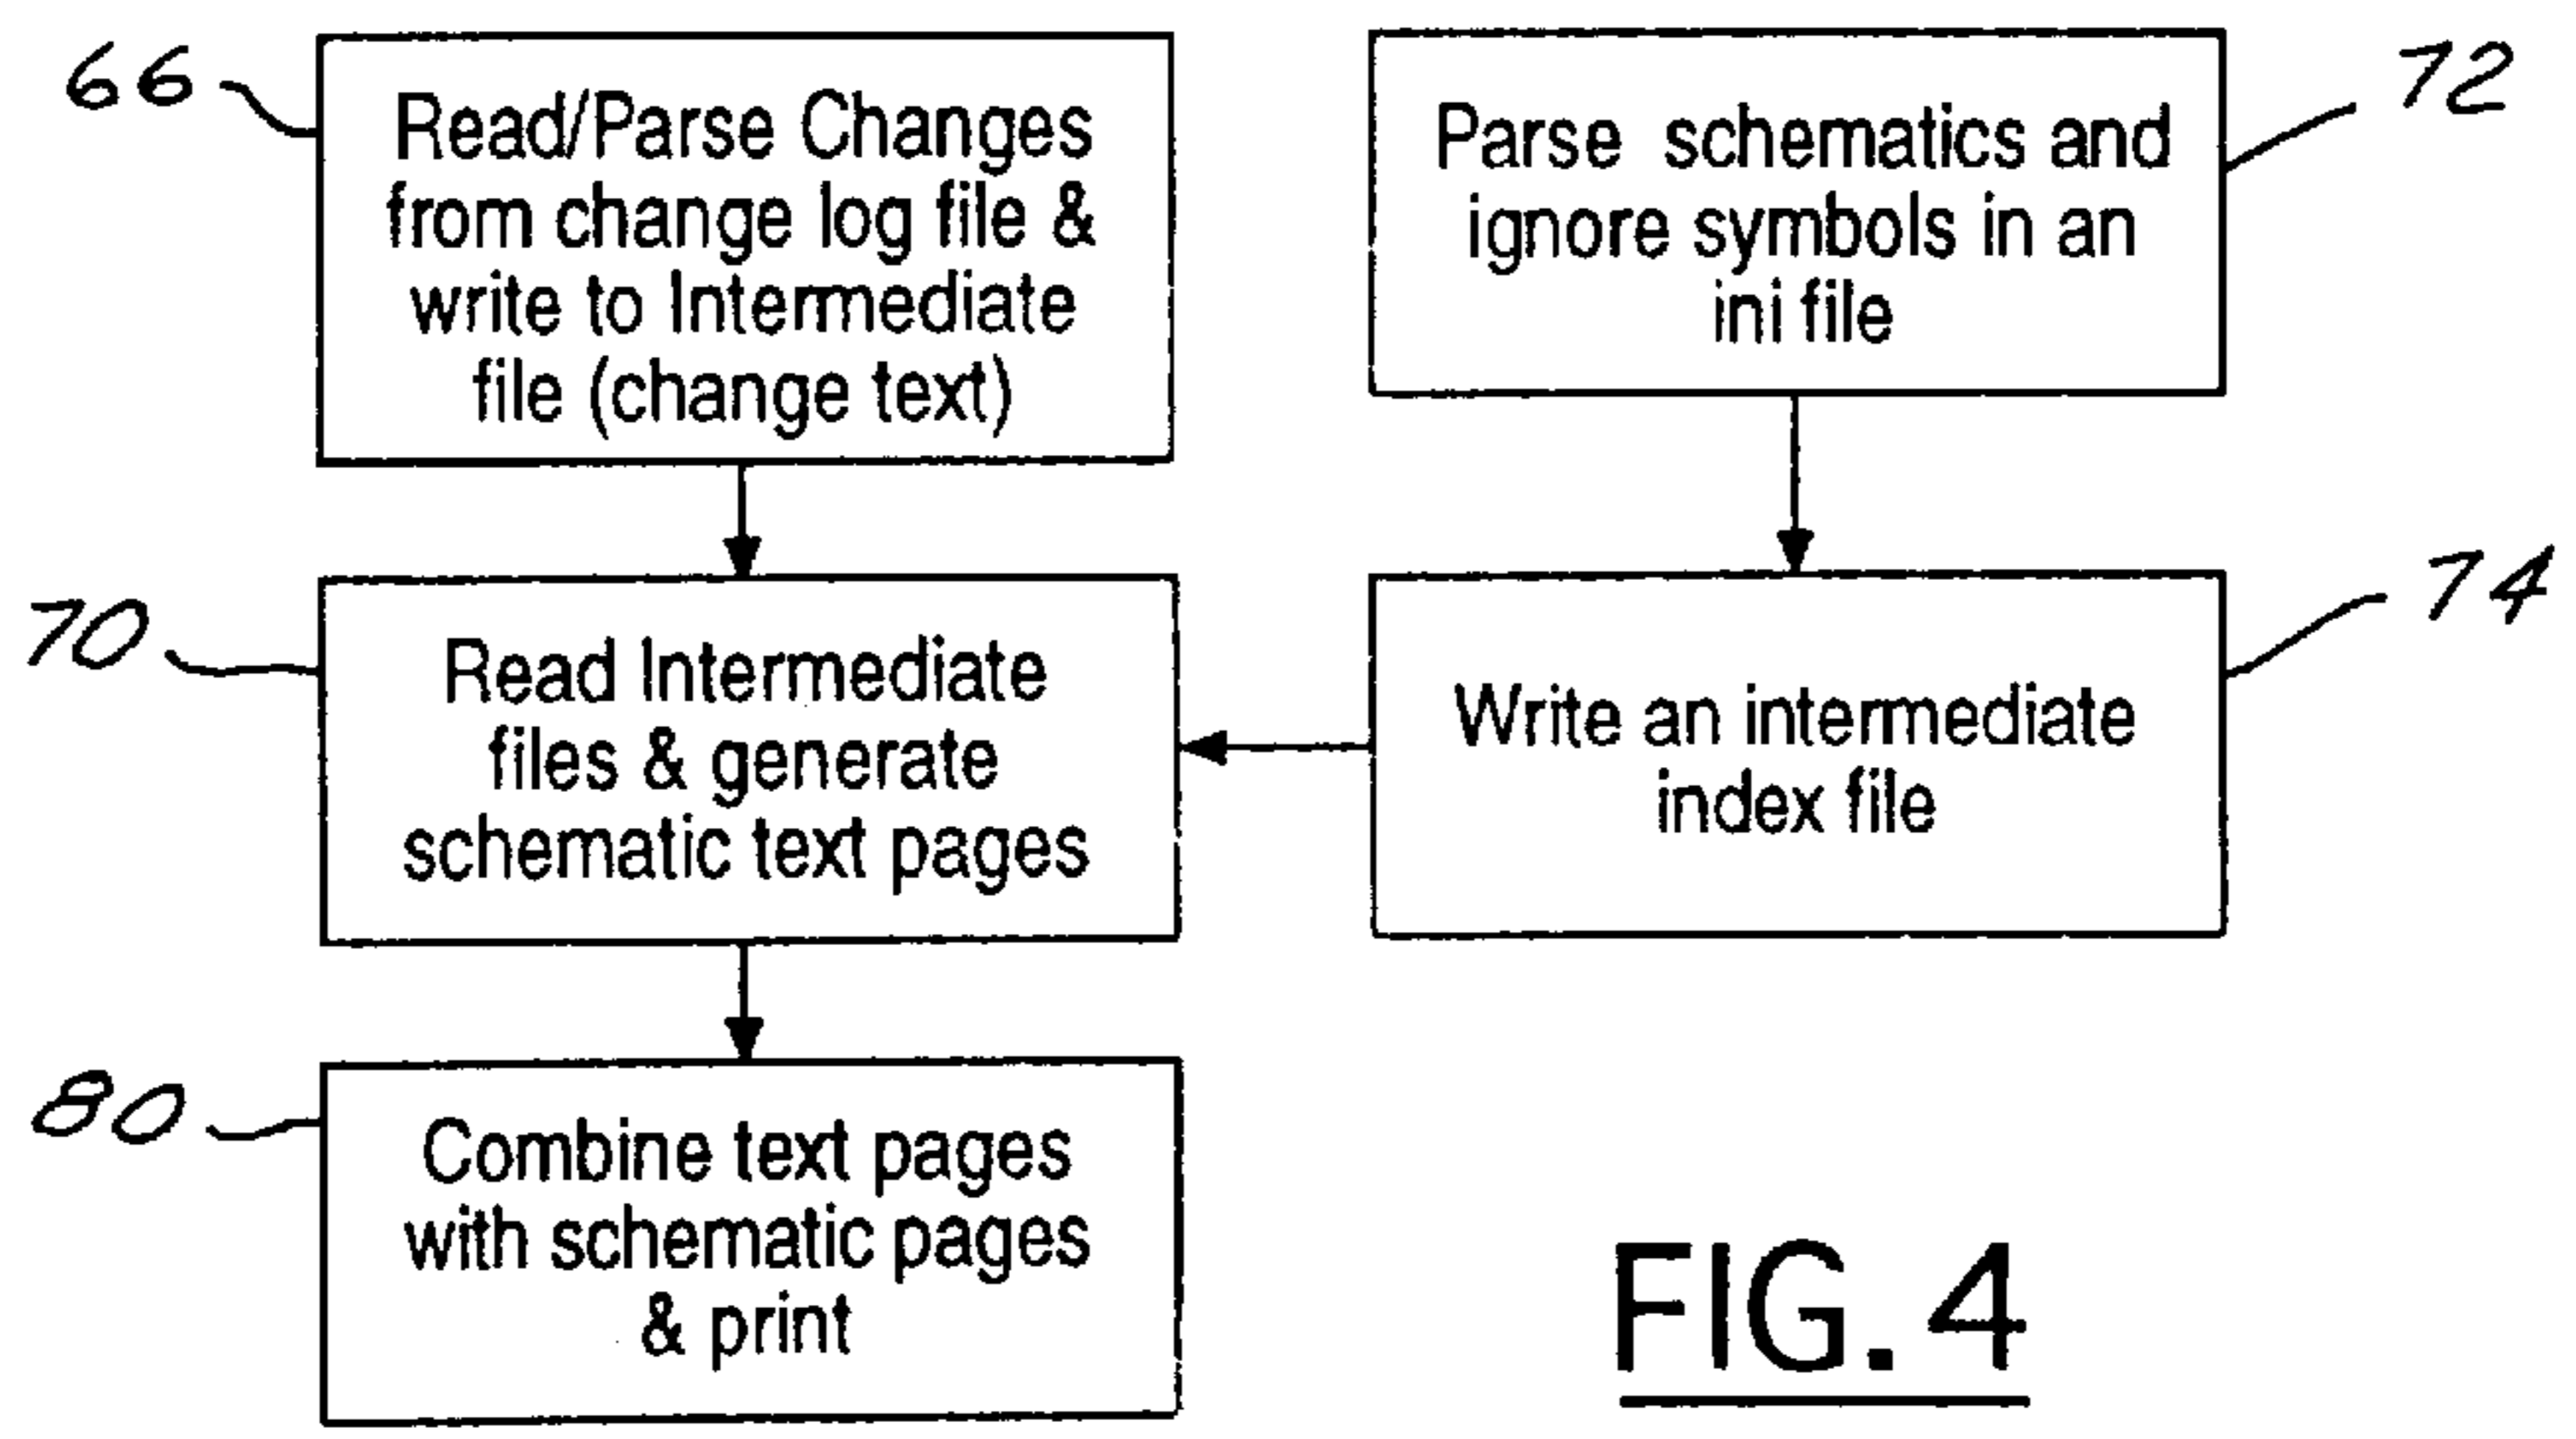 66
Read/Parse Changes
from change log file &
write to Intermediate
file (change text)
72
Parse schematics and
ignore symbols in an
ini file
70
Read Intermediate
files & generate
schematic text pages
74
Write an intermediate
index file
80
Combine text pages
with schematic pages
& print
FIG. 4